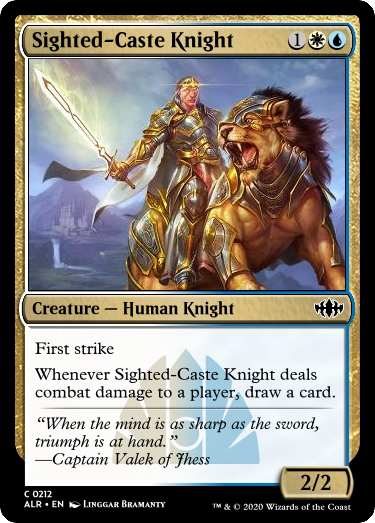 Sighted-Caste Knight 1
Creature — Human Knight
First strike
Whenever Sighted-Caste Knight deals
combat damage to a player, draw a card.
“When the mind is as sharp as the sword,
triumph is at hand.”
—Captain Valek of Jhess
2/2
C 0212
ALR • EN LINGGAR BRAMANTY
™ & © 2020 Wizards of the Coast